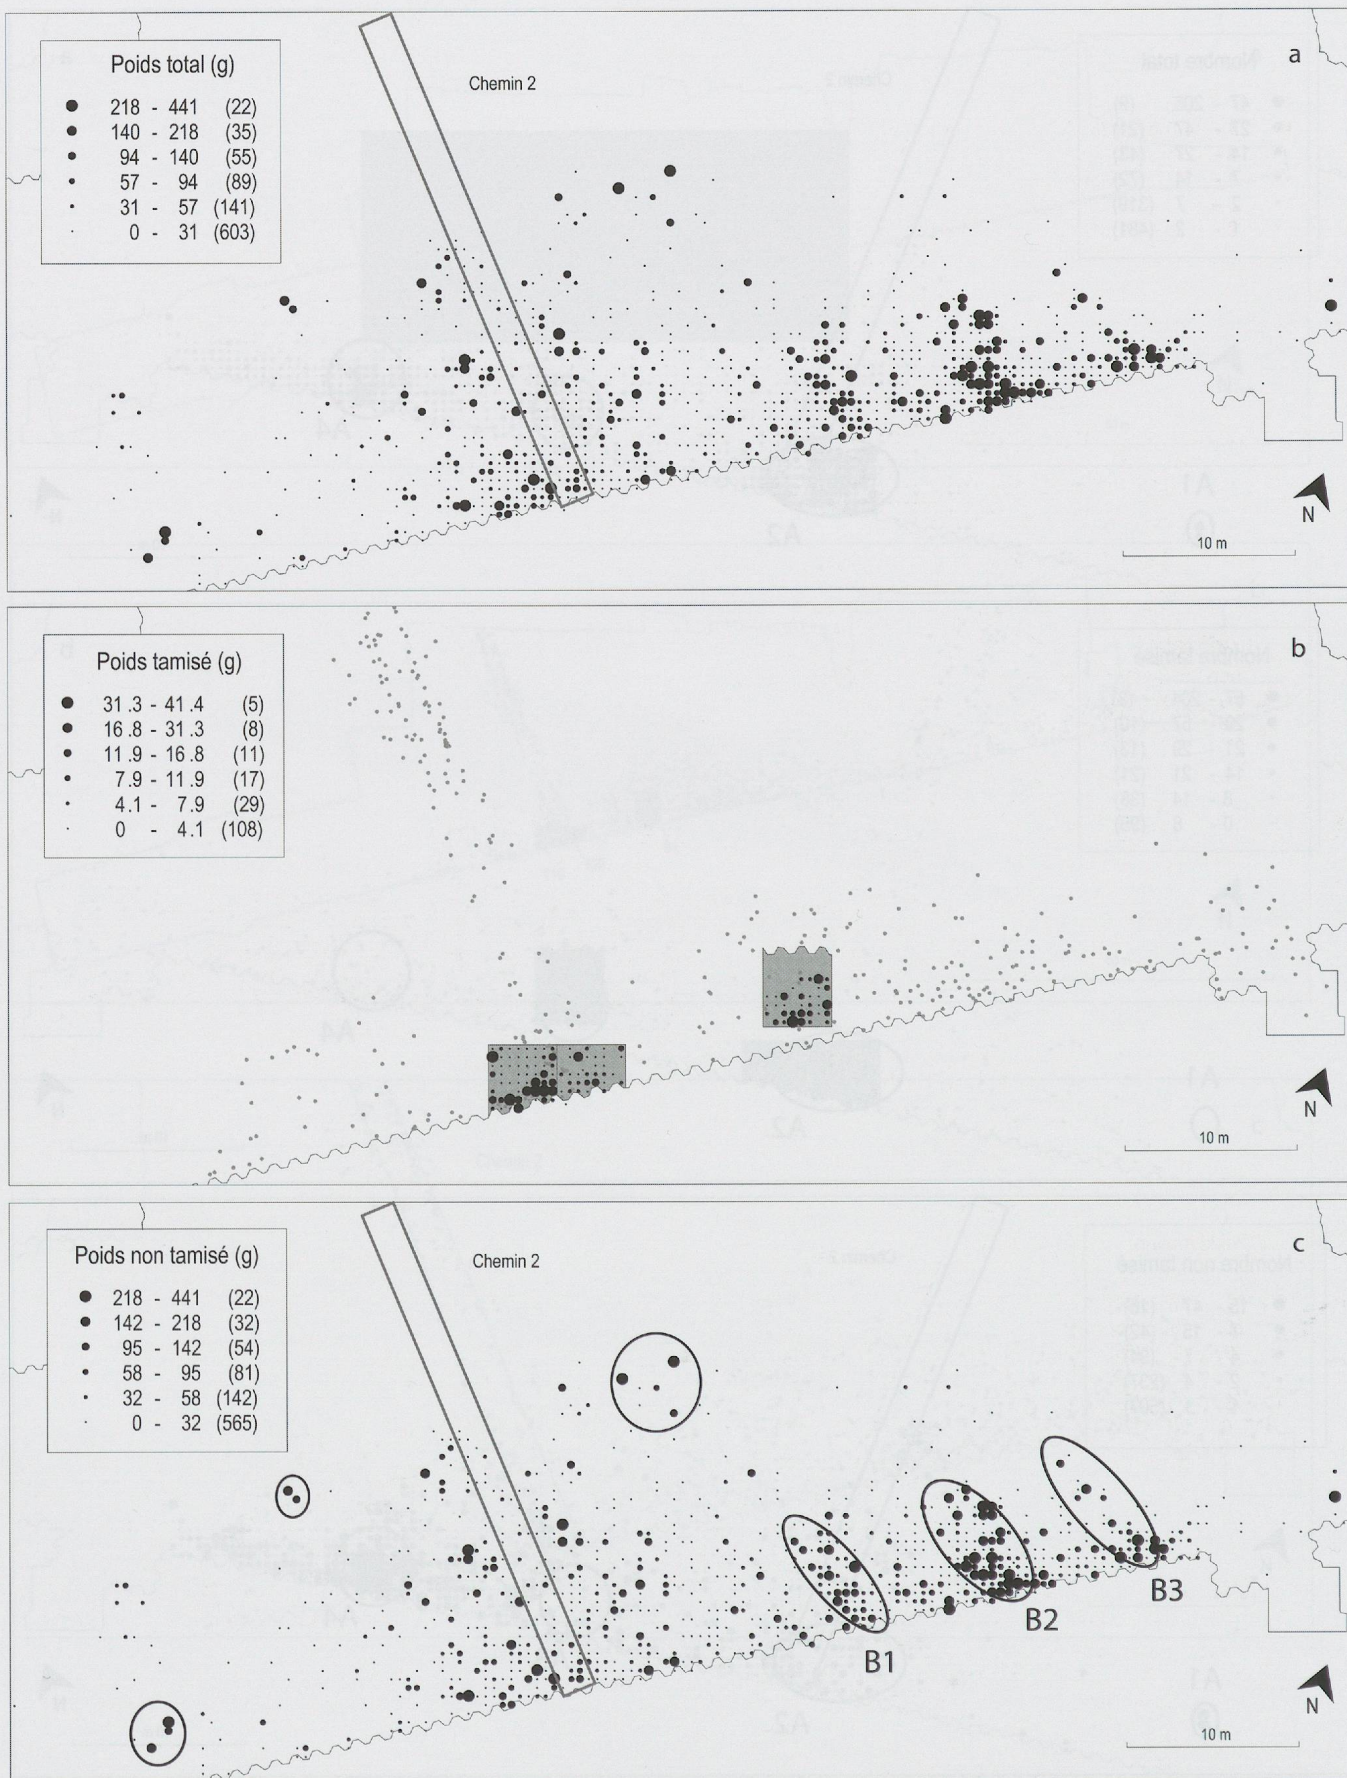 a
Poids total (g)
218 - 441 (22)
140 - 218 (35)
94 - 140 (55)
57 - 94 (89)
31 - 57 (141)
0 - 31 (603)
Chemin 2
N
10 m
b
Poids tamisé (g)
31.3 - 41.4 (5)
16.8 - 31.3 (8)
11.9 - 16.8 (11)
7.9 - 11.9 (17)
4.1 - 7.9 (29)
0 - 4.1 (108)
N
10 m
c
Poids non tamisé (g)
218 - 441 (22)
142 - 218 (32)
95 - 142 (54)
58 - 95 (81)
32 - 58 (142)
0 - 32 (565)
Chemin 2
B1
B2
B3
N
10 m